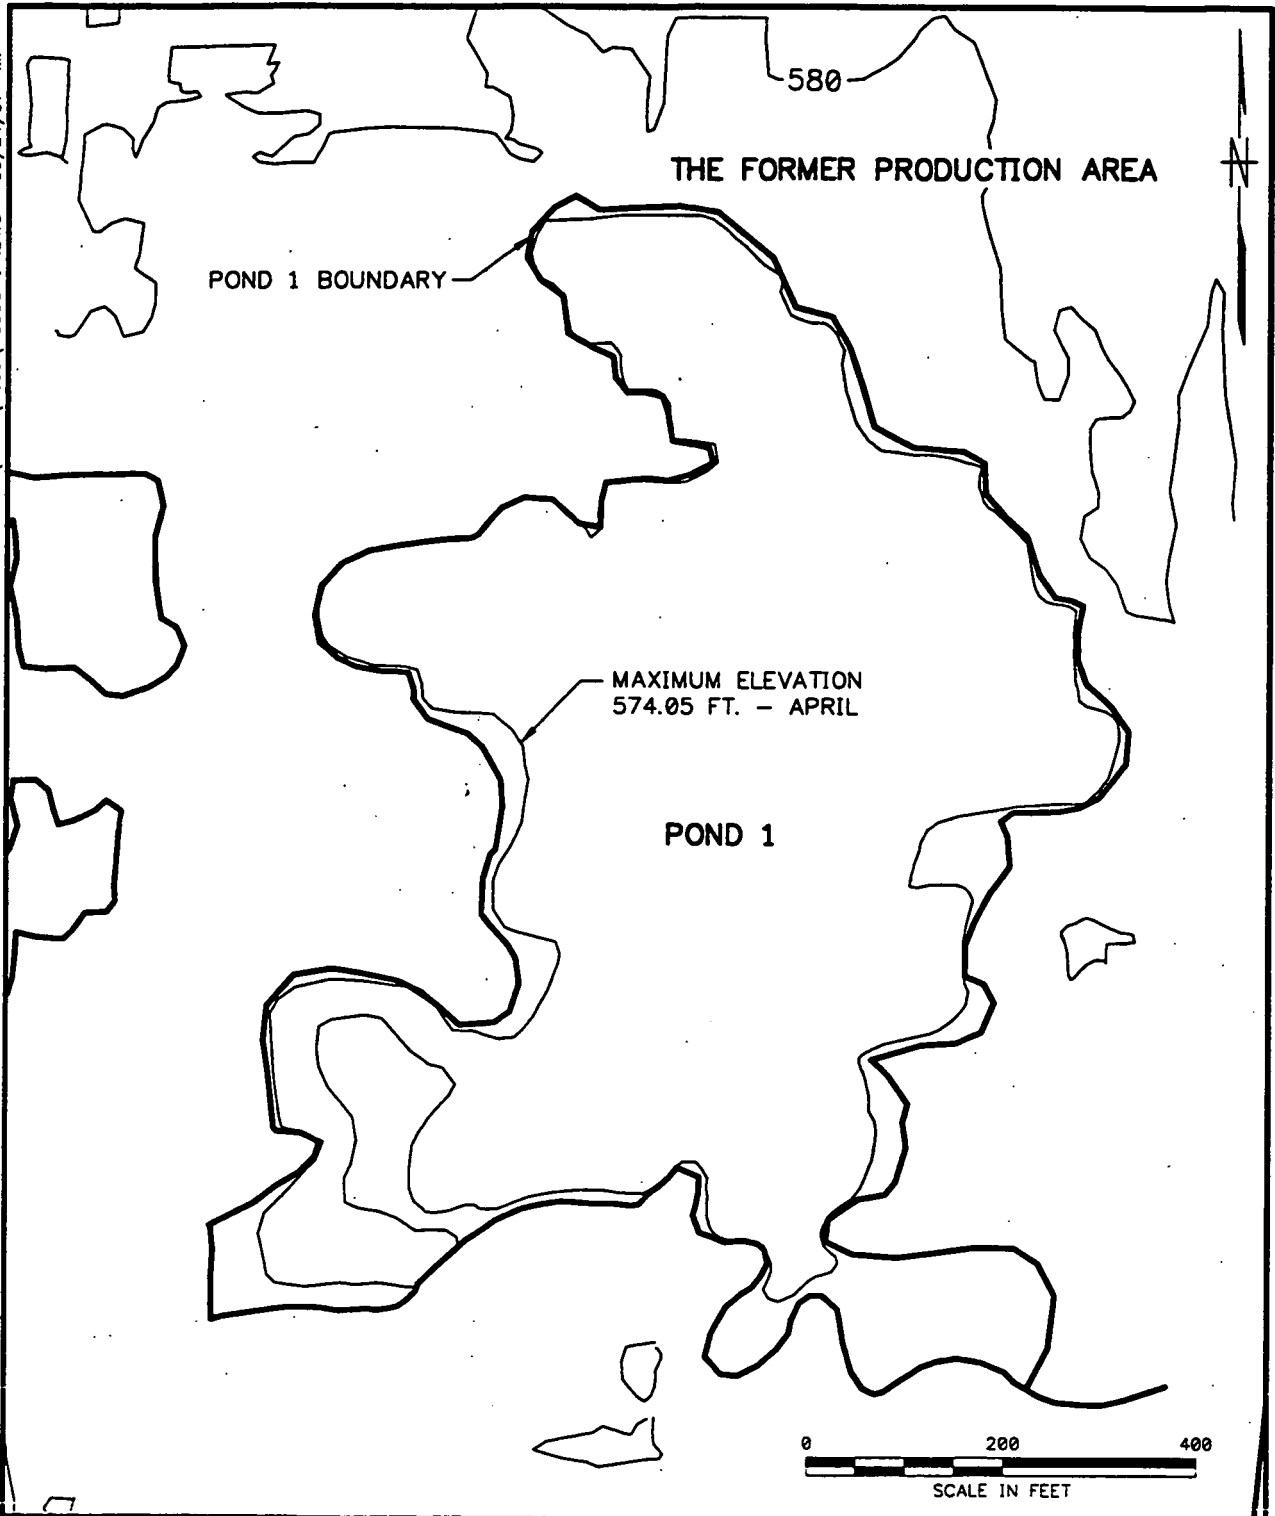 580
N
THE FORMER PRODUCTION AREA
POND 1 BOUNDARY
MAXIMUM ELEVATION
574.05 FT. - APRIL
POND 1
0 200 400
SCALE IN FEET